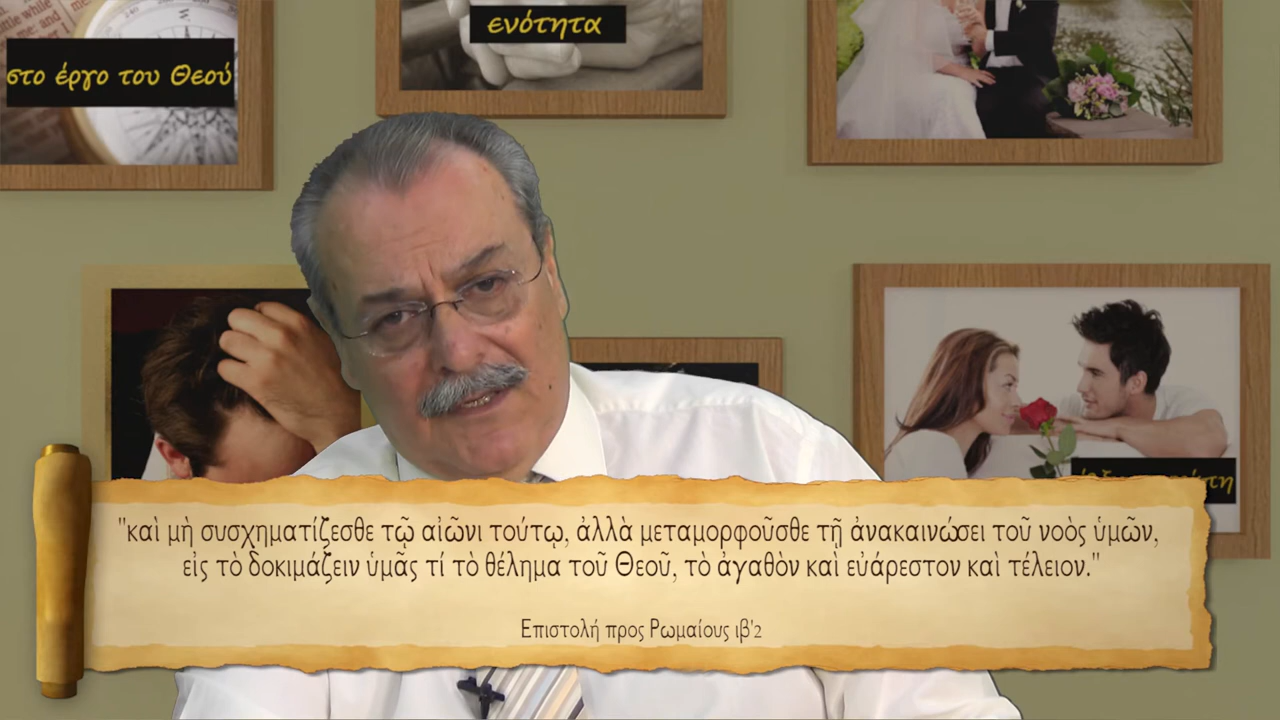 στο έργο του Θεού
ενότητα
"καὶ μὴ συσχηματίζεσθε τῷ αἰῶνι τούτῳ, ἀλλὰ μεταμορφοῦσθε τῇ ἀνακαινώσει τοῦ νοὸς ὑμῶν,
εἰς τὸ δοκιμάζειν ὑμᾶς τί τὸ θέλημα τοῦ Θεοῦ, τὸ ἀγαθὸν καὶ εὐάρεστον καὶ τέλειον."
Επιστολή προς Ρωμαίους ιβ'2